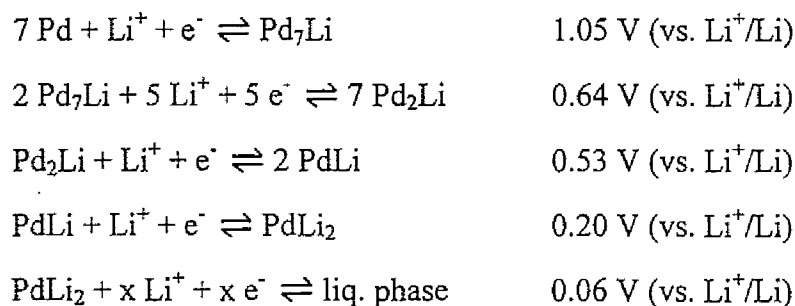 7 Pd + Li⁺ + e⁻ ⇌ Pd₇Li 1.05 V (vs. Li⁺/Li)
2 Pd₇Li + 5 Li⁺ + 5 e⁻ ⇌ 7 Pd₂Li 0.64 V (vs. Li⁺/Li)
Pd₂Li + Li⁺ + e⁻ ⇌ 2 PdLi 0.53 V (vs. Li⁺/Li)
PdLi + Li⁺ + e⁻ ⇌ PdLi₂ 0.20 V (vs. Li⁺/Li)
PdLi₂ + x Li⁺ + x e⁻ ⇌ liq. phase 0.06 V (vs. Li⁺/Li)